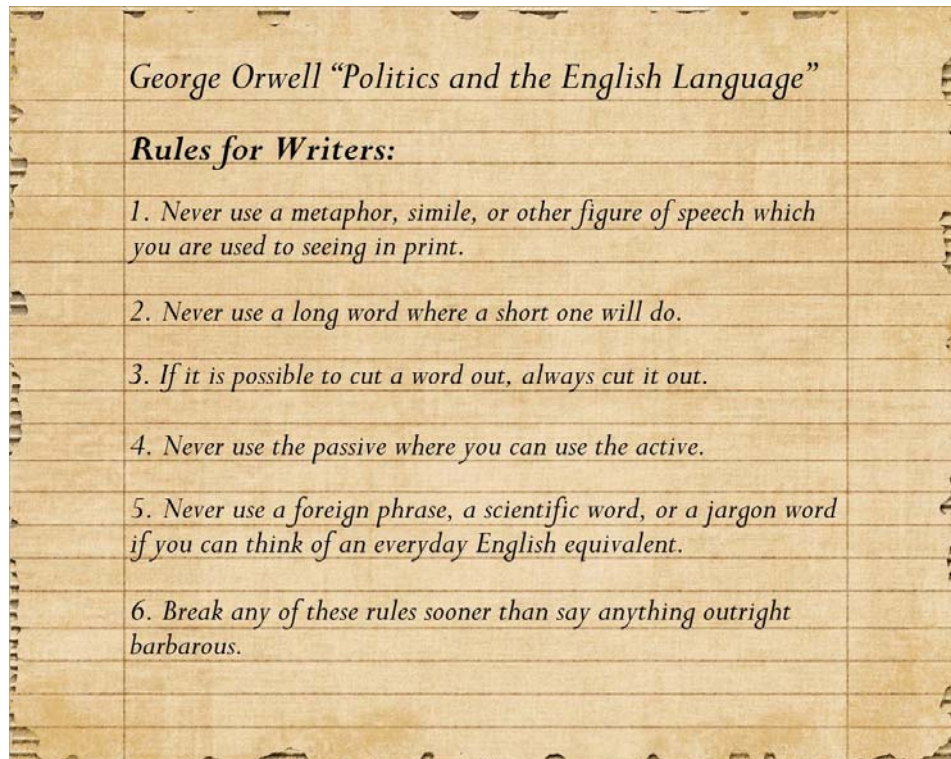 George Orwell “Politics and the English Language”
Rules for Writers:
1. Never use a metaphor, simile, or other figure of speech which
you are used to seeing in print.
2. Never use a long word where a short one will do.
3. If it is possible to cut a word out, always cut it out.
4. Never use the passive where you can use the active.
5. Never use a foreign phrase, a scientific word, or a jargon word
if you can think of an everyday English equivalent.
6. Break any of these rules sooner than say anything outright
barbarous.